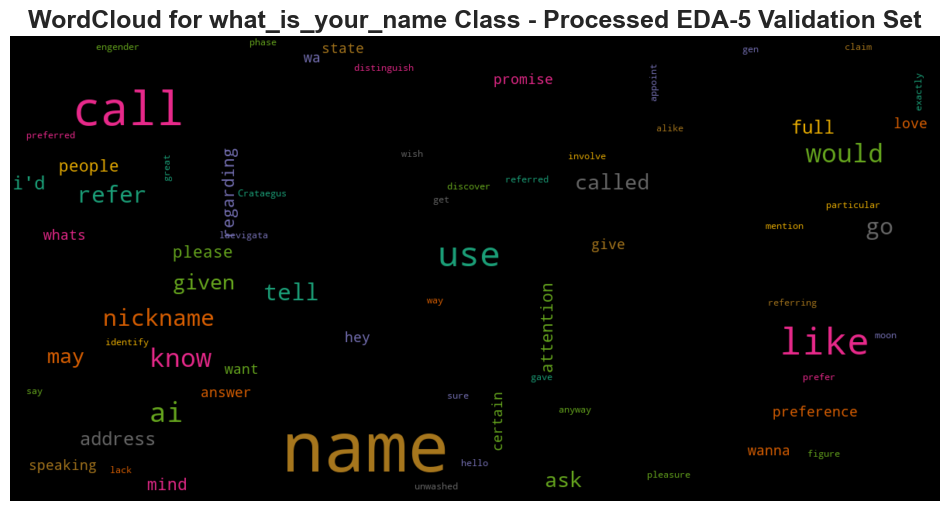 WordCloud for what_is_your_name Class - Processed EDA-5 Validation Set
engender
phase
state
wa
distinguish
gen
claim
promise
appoint
exactly
call
preferred
alike
full
love
people
great
regarding
wish
involve
would
i'd
refer
Crataegus
discover
referred
called
get
particular
whats
laevigata
mention
go
please
use
give
given
tell
attention
way
referring
nickname
identify
hey
like
moon
may
know
want
gave
prefer
say
answer
sure
certain
anyway
preference
ai
address
name
wanna
figure
speaking
lack
hello
mind
unwashed
ask
pleasure